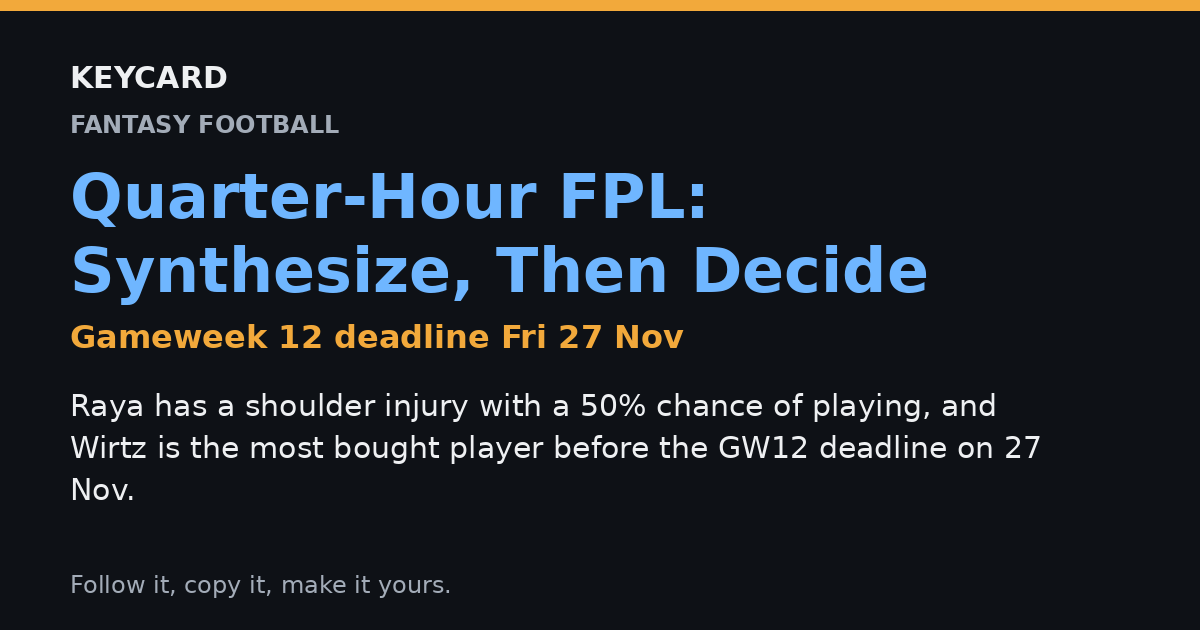 KEYCARD
FANTASY FOOTBALL
Quarter-Hour FPL:
Synthesize, Then Decide
Gameweek 12 deadline Fri 27 Nov
Raya has a shoulder injury with a 50% chance of playing, and
Wirtz is the most bought player before the GW12 deadline on 27
Nov.
Follow it, copy it, make it yours.